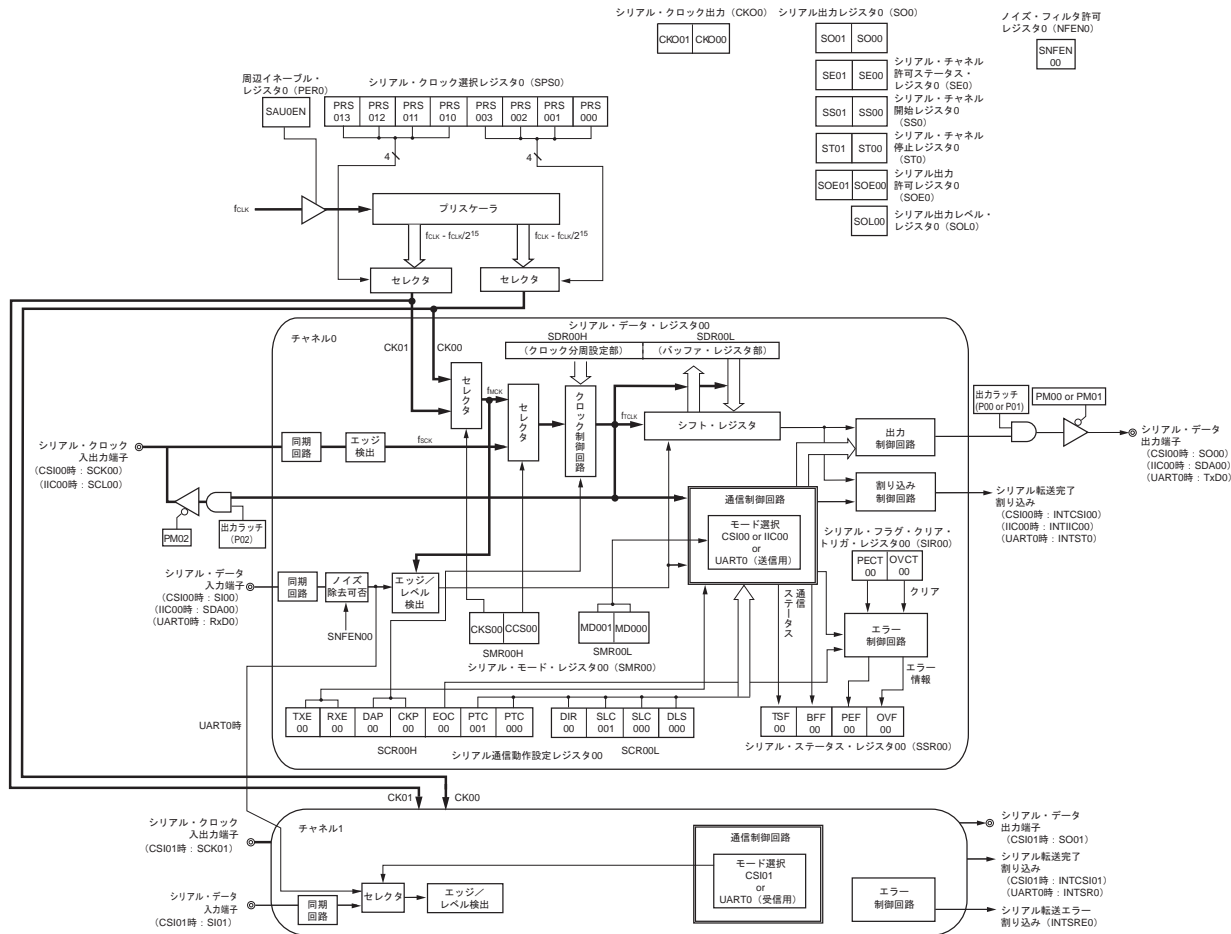 シリアル・クロック出力（CKO0）
CKO01 CKO00
シリアル出力レジスタ0（SO0）
SO01 SO00
ノイズ・フィルタ許可
レジスタ0（NFEN0）
SNFEN
00
SE01 SE00
シリアル・チャネル
許可ステータス・
レジスタ0（SE0）
SS01 SS00
シリアル・チャネル
開始レジスタ0
（SS0）
ST01 ST00
シリアル・チャネル
停止レジスタ0
（ST0）
SOE01 SOE00
シリアル出力
許可レジスタ0
（SOE0）
SOL00
シリアル出力レベル・
レジスタ0（SOL0）
周辺イネーブル・
レジスタ0（PER0）
SAU0EN
シリアル・クロック選択レジスタ0（SPS0）
PRS PRS PRS PRS PRS PRS PRS PRS
013 012 011 010 003 002 001 000
4
4
fCLK
プリスケーラ
fCLK - fCLK/2^15
fCLK - fCLK/2^15
セレクタ
セレクタ
チャネル0
CK01
CK00
シリアル・データ・レジスタ00
SDR00H
SDR00L
（クロック分周設定部）
（バッファ・レジスタ部）
セレクタ
fMCK
セレクタ
クロック制御回路
fTCLK
シフト・レジスタ
出力ラッチ
(P00 or P01)
PM00 or PM01
出力
制御回路
シリアル・データ
出力端子
（CSI00時：SO00）
（IIC00時：SDA00）
（UART0時：TxD0）
シリアル・クロック
入出力端子
（CSI00時：SCK00）
（IIC00時：SCL00）
同期
回路
エッジ
検出
fSCK
PM02
出力ラッチ
（P02）
通信制御回路
モード選択
CSI00 or IIC00
or
UART0（送信用）
割り込み
制御回路
シリアル転送完了
割り込み
（CSI00時：INTCSI00）
（IIC00時：INTIIC00）
（UART0時：INTST0）
シリアル・フラグ・クリア・
トリガ・レジスタ00（SIR00）
PECT OVCT
00 00
クリア
シリアル・データ
入力端子
（CSI00時：SI00）
（IIC00時：SDA00）
（UART0時：RxD0）
同期
回路
ノイズ
除去可否
SNFEN00
エッジ／
レベル
検出
CKS00 CCS00
SMR00H
MD001 MD000
SMR00L
シリアル・モード・レジスタ00（SMR00）
通信
ステータス
エラー
制御回路
エラー
情報
UART0時
TXE RXE DAP CKP EOC PTC PTC
00 00 00 00 00 001 000
SCR00H
DIR SLC SLC DLS
00 001 000 000
SCR00L
シリアル通信動作設定レジスタ00
TSF BFF PEF OVF
00 00 00 00
シリアル・ステータス・レジスタ00（SSR00）
CK01
CK00
チャネル1
シリアル・クロック
入出力端子
（CSI01時：SCK01）
シリアル・データ
入力端子
（CSI01時：SI01）
同期
回路
セレクタ
エッジ／
レベル検出
通信制御回路
モード選択
CSI01
or
UART0（受信用）
エラー
制御回路
シリアル・データ
出力端子
（CSI01時：SO01）
シリアル転送完了
割り込み
（CSI01時：INTCSI01）
（UART0時：INTSR0）
シリアル転送エラー
割り込み（INTSRE0）